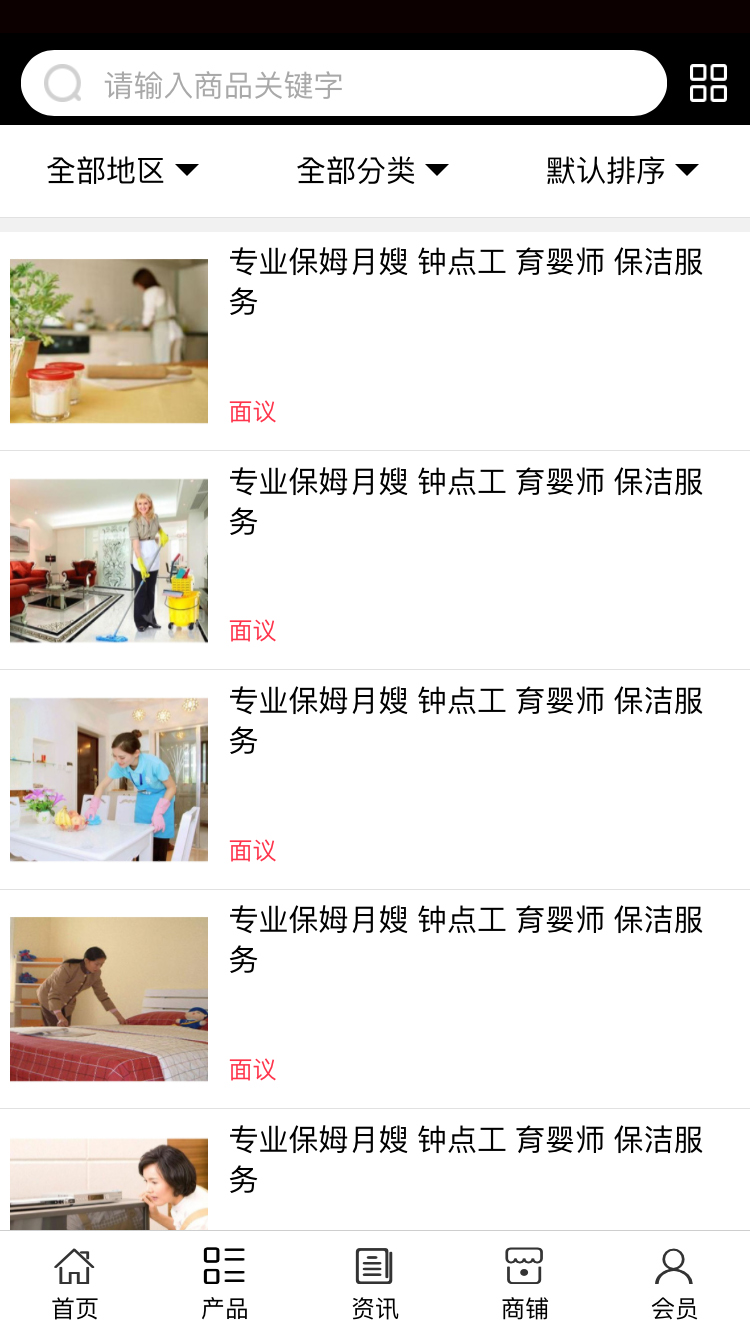 请输入商品关键字
全部地区 全部分类 默认排序
专业保姆月嫂 钟点工 育婴师 保洁服
务
面议
专业保姆月嫂 钟点工 育婴师 保洁服
务
面议
专业保姆月嫂 钟点工 育婴师 保洁服
务
面议
专业保姆月嫂 钟点工 育婴师 保洁服
务
面议
专业保姆月嫂 钟点工 育婴师 保洁服
务
首页 产品 资讯 商铺 会员